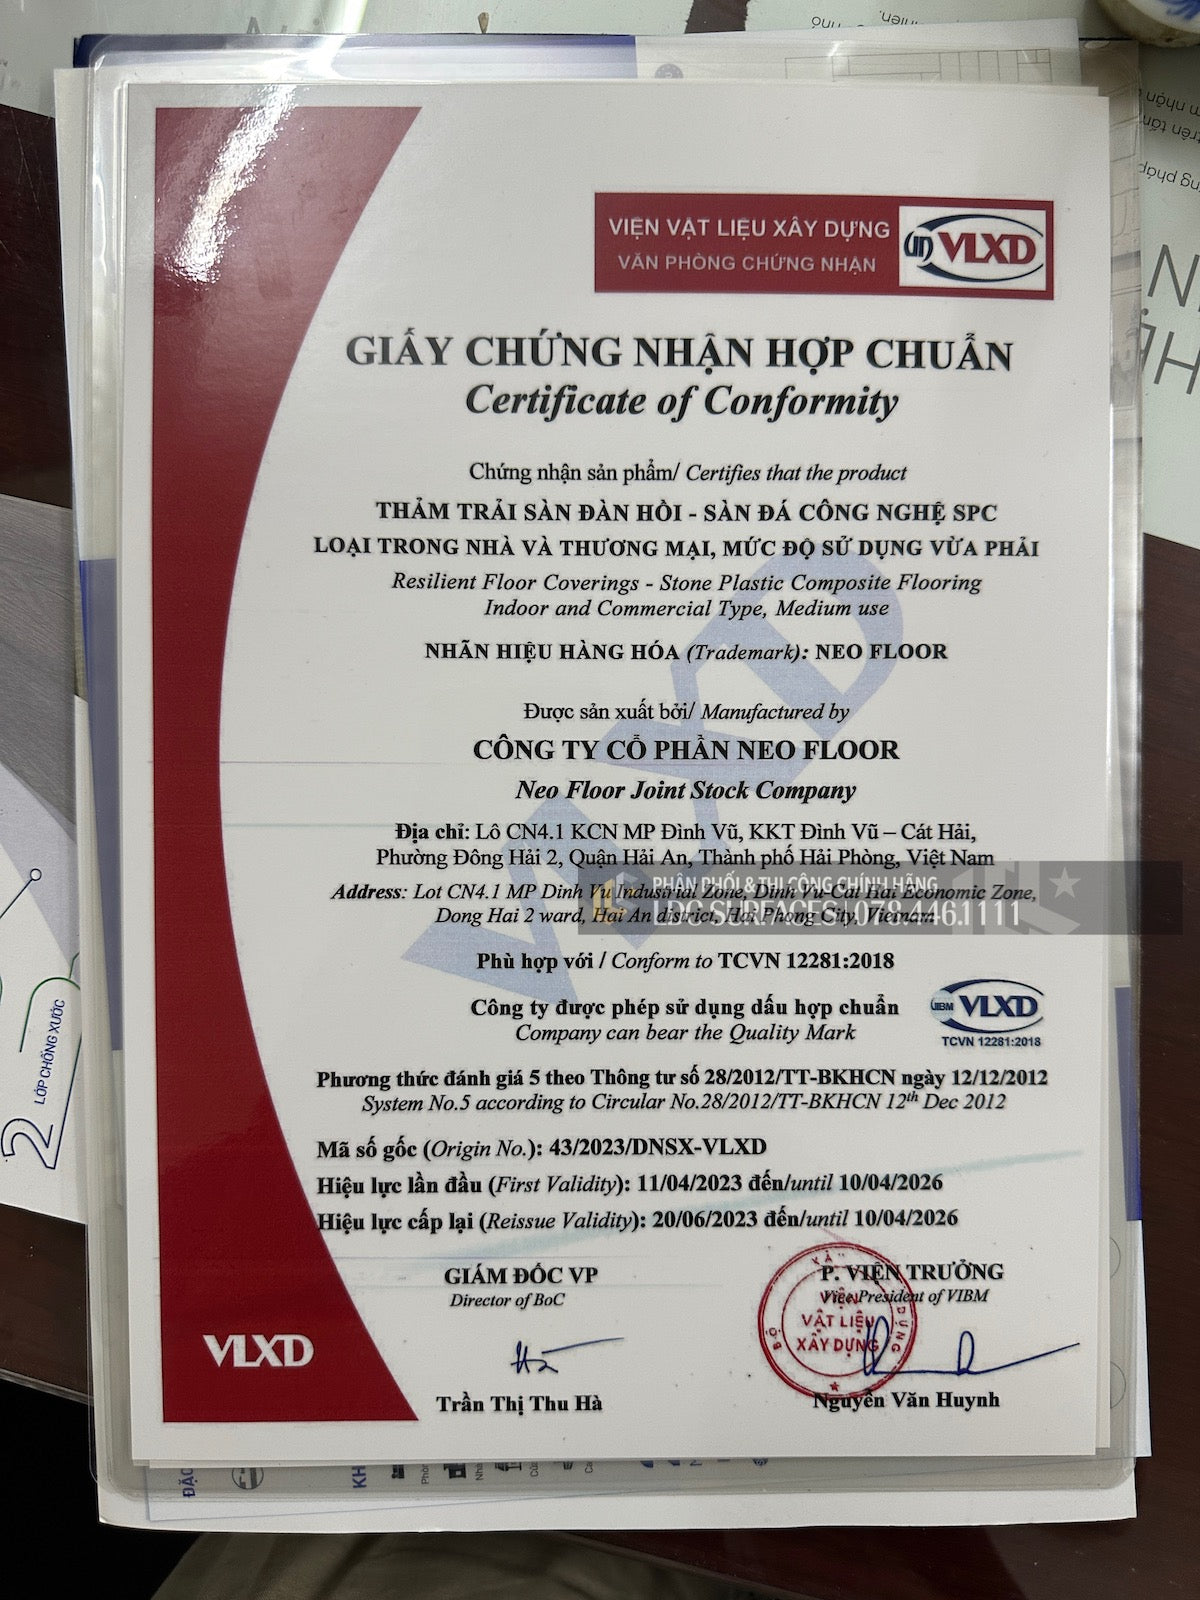 VIỆN VẬT LIỆU XÂY DỰNG
VĂN PHÒNG CHỨNG NHẬN
VLXD
GIẤY CHỨNG NHẬN HỢP CHUẨN
Certificate of Conformity
Chứng nhận sản phẩm/ Certifies that the product
THẢM TRẢI SÀN ĐÀN HỒI - SÀN ĐÁ CÔNG NGHỆ SPC
LOẠI TRONG NHÀ VÀ THƯƠNG MẠI, MỨC ĐỘ SỬ DỤNG VỪA PHẢI
Resilient Floor Coverings - Stone Plastic Composite Flooring
Indoor and Commercial Type, Medium use
NHÃN HIỆU HÀNG HÓA (Trademark): NEO FLOOR
Được sản xuất bởi/ Manufactured by
CÔNG TY CỔ PHẦN NEO FLOOR
Neo Floor Joint Stock Company
Địa chỉ: Lô CN4.1 KCN MP Đình Vũ, KKT Đình Vũ – Cát Hải,
Phường Đông Hải 2, Quận Hải An, Thành phố Hải Phòng, Việt Nam
Address: Lot CN4.1 MP Dinh Vu Industrial Zone, Dinh Vu-Cat Hai Economic Zone,
Dong Hai 2 ward, Hai An district, Hai Phong City, Vietnam
PHÂN PHỐI & THI CÔNG CHÍNH HÃNG
LDC SURFACES | 078.446.1111
Phù hợp với / Conform to TCVN 12281:2018
Công ty được phép sử dụng dấu hợp chuẩn
Company can bear the Quality Mark
VIBM VLXD
TCVN 12281:2018
Phương thức đánh giá 5 theo Thông tư số 28/2012/TT-BKHCN ngày 12/12/2012
System No.5 according to Circular No.28/2012/TT-BKHCN 12th Dec 2012
Mã số gốc (Origin No.): 43/2023/DNSX-VLXD
Hiệu lực lần đầu (First Validity): 11/04/2023 đến/until 10/04/2026
Hiệu lực cấp lại (Reissue Validity): 20/06/2023 đến/until 10/04/2026
GIÁM ĐỐC VP
Director of BoC
P. VIỆN TRƯỞNG
Vice President of VIBM
VIỆN
VẬT LIỆU
XÂY DỰNG
Trần Thị Thu Hà
Nguyễn Văn Huynh
VLXD
VLXD
2
LỚP CHỐNG XƯỚC